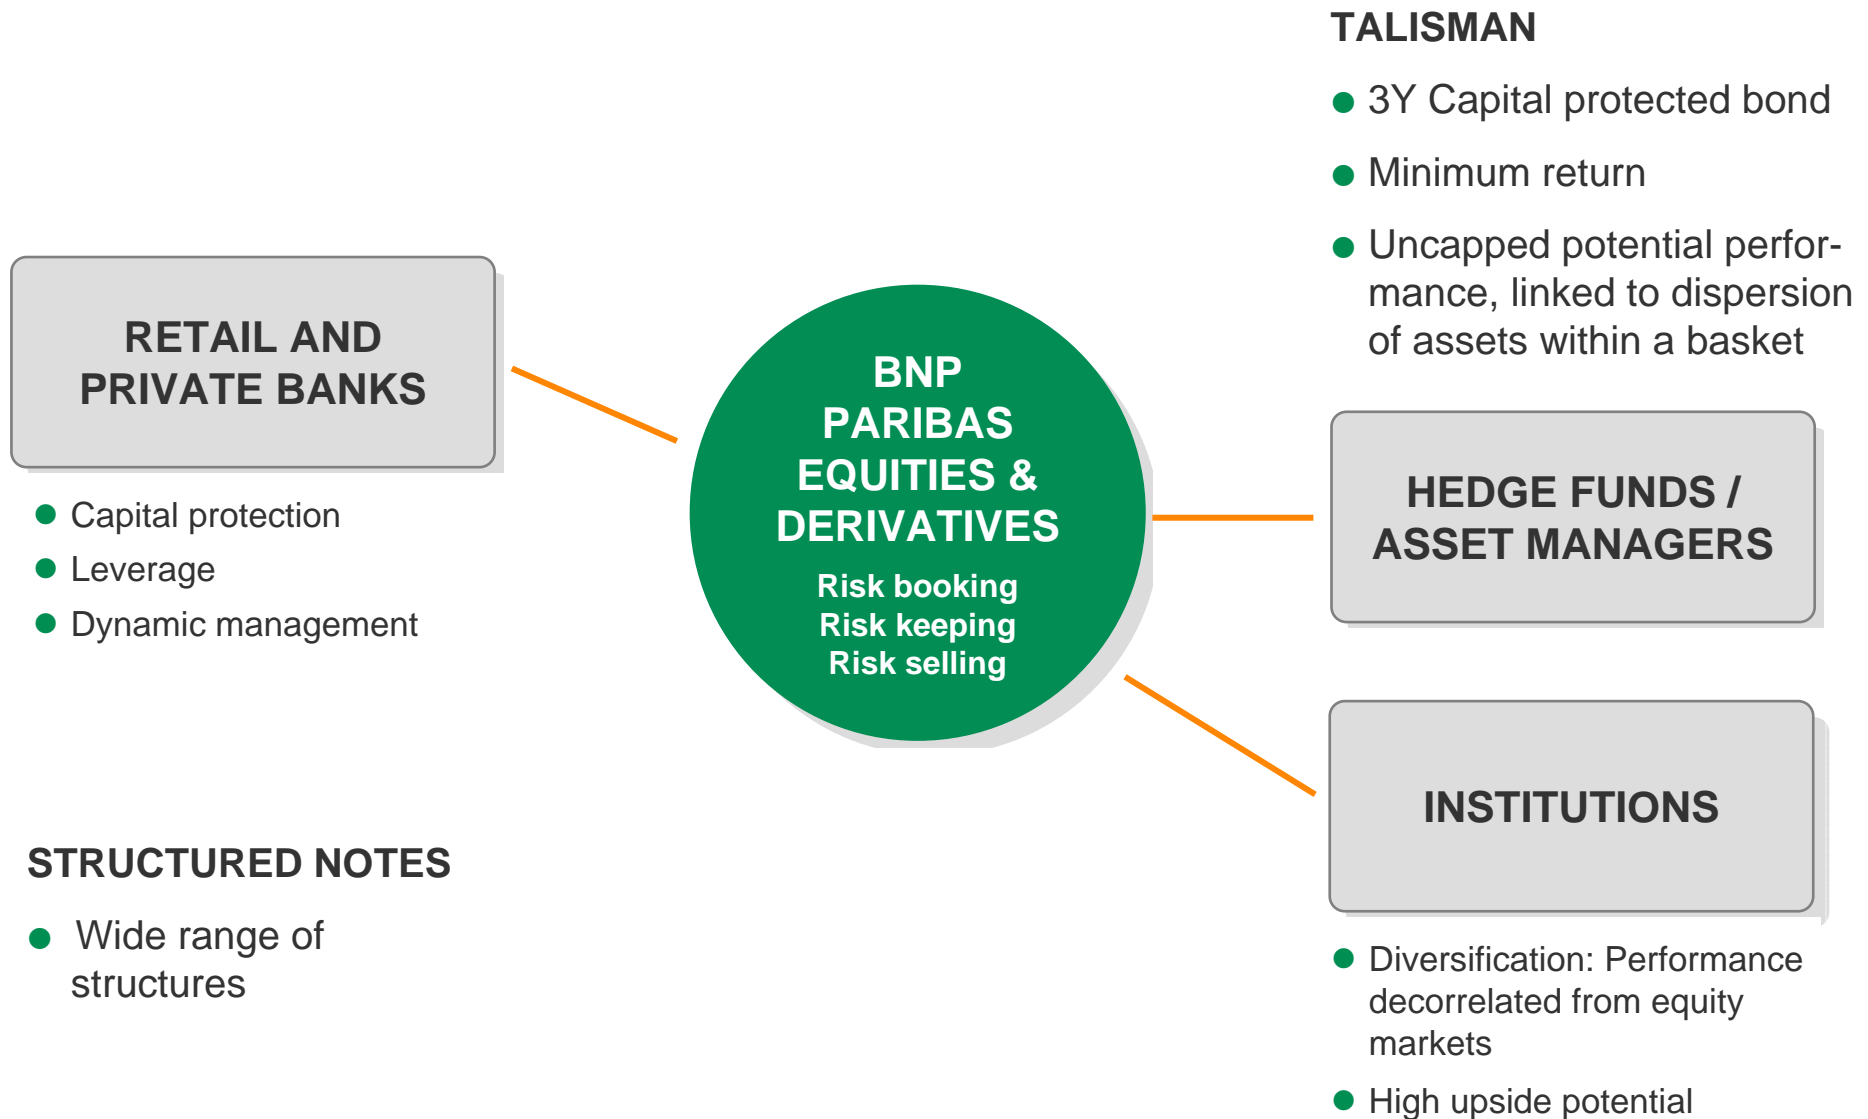 RETAIL AND
PRIVATE BANKS
Capital protection
Leverage
Dynamic management
STRUCTURED NOTES
Wide range of
structures
BNP
PARIBAS
EQUITIES &
DERIVATIVES
Risk booking
Risk keeping
Risk selling
TALISMAN
3Y Capital protected bond
Minimum return
Uncapped potential perfor-
mance, linked to dispersion
of assets within a basket
HEDGE FUNDS /
ASSET MANAGERS
INSTITUTIONS
Diversification: Performance
decorrelated from equity
markets
High upside potential